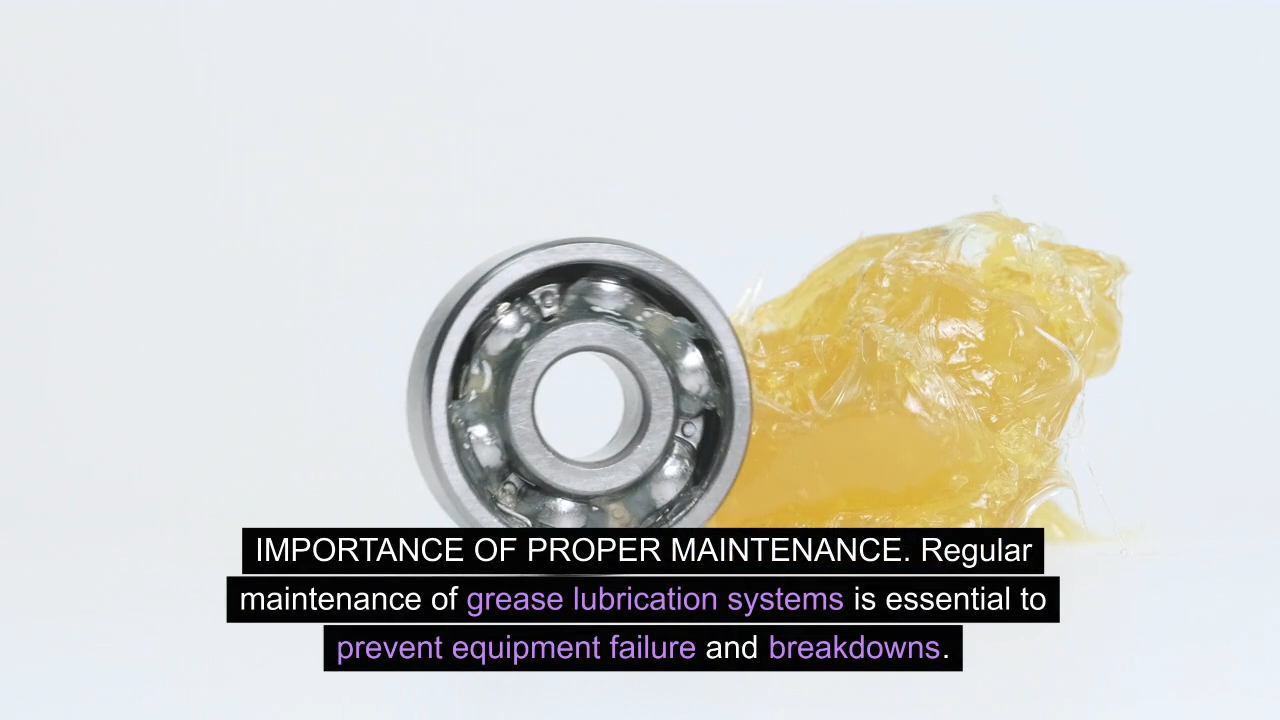 IMPORTANCE OF PROPER MAINTENANCE. Regular
maintenance of grease lubrication systems is essential to
prevent equipment failure and breakdowns.